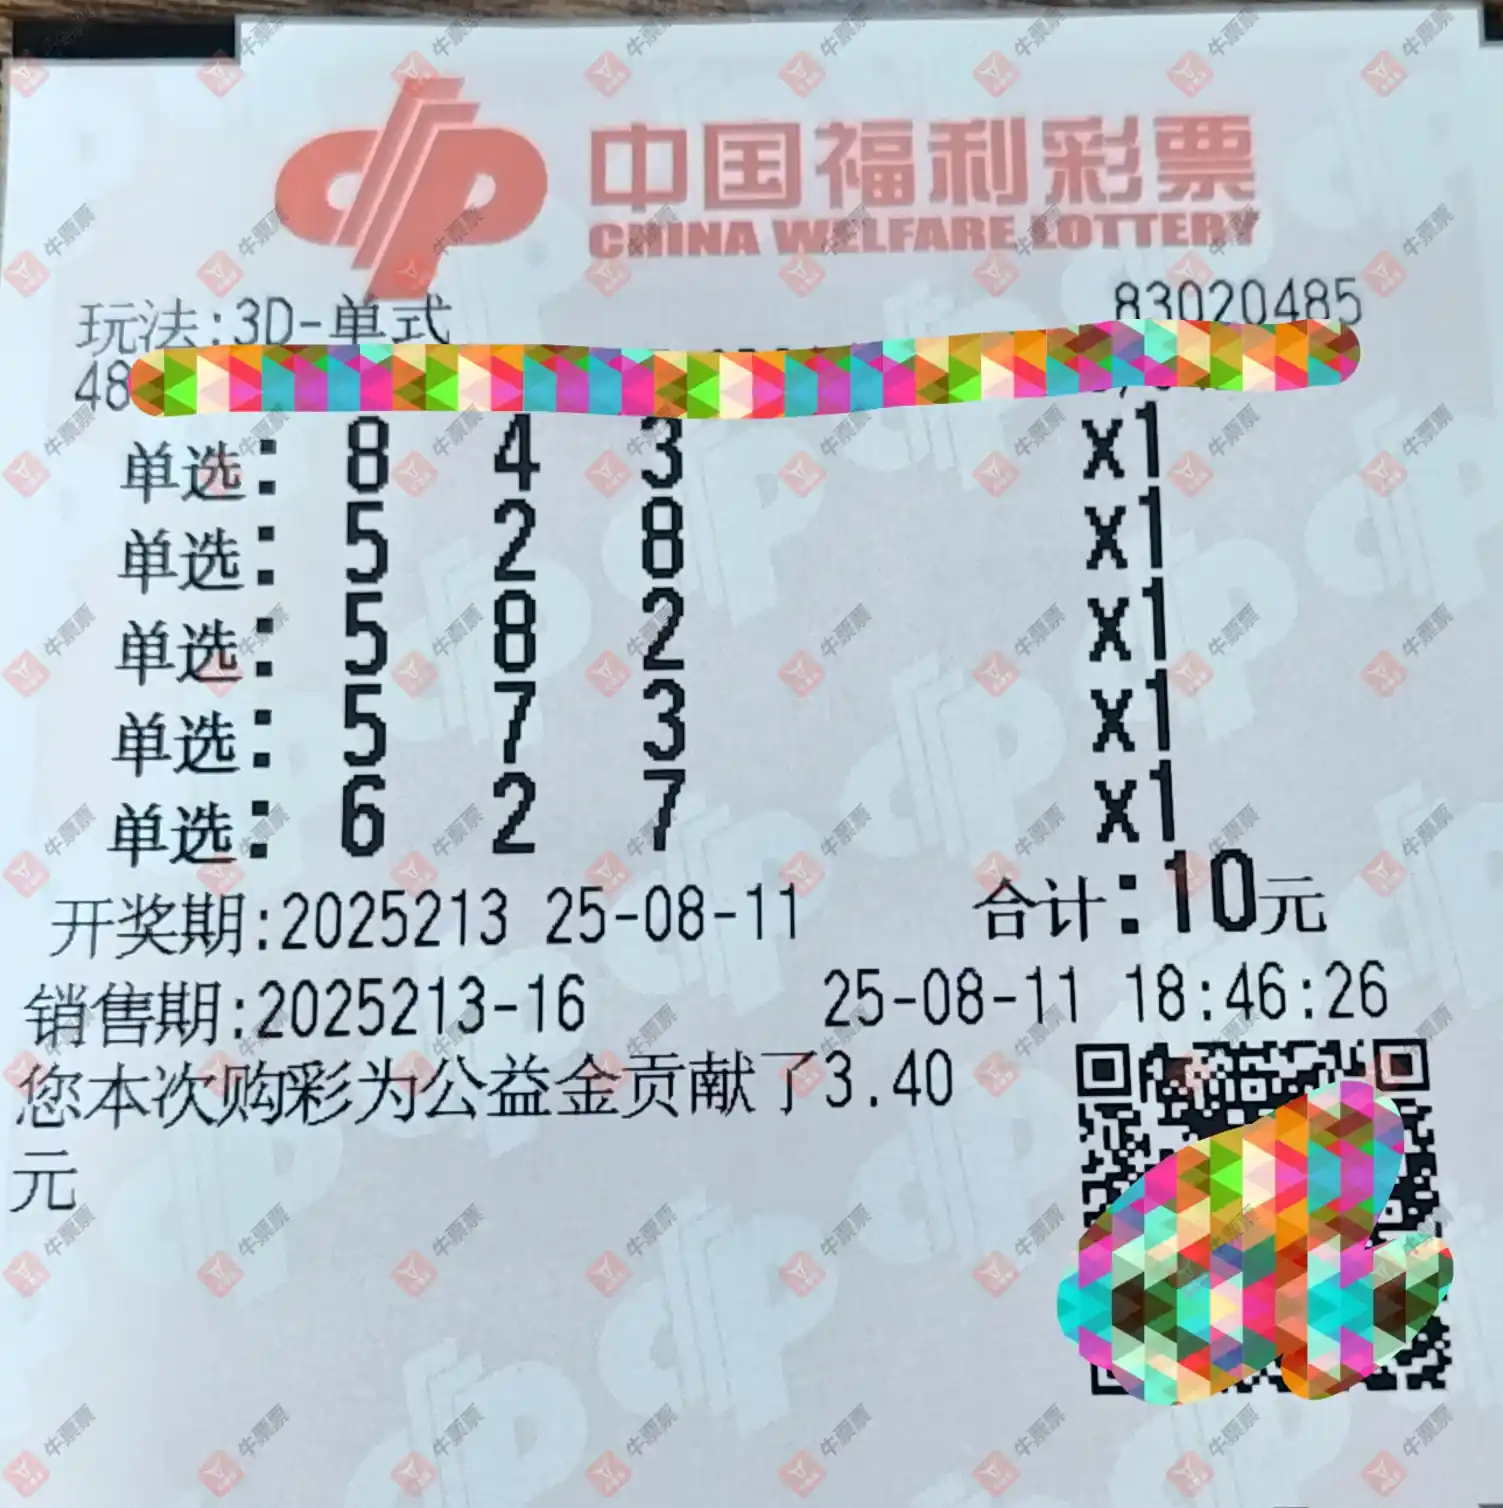 中国福利彩票
CHINA WELFARE LOTTERY
玩法:3D-单式 83020485
48
单选: 8 4 3 x1
单选: 5 2 8 x1
单选: 5 8 2 x1
单选: 5 7 3 x1
单选: 6 2 7 x1
开奖期:2025213 25-08-11 合计:10元
销售期:2025213-16 25-08-11 18:46:26
您本次购彩为公益金贡献了3.40
元
牛票票